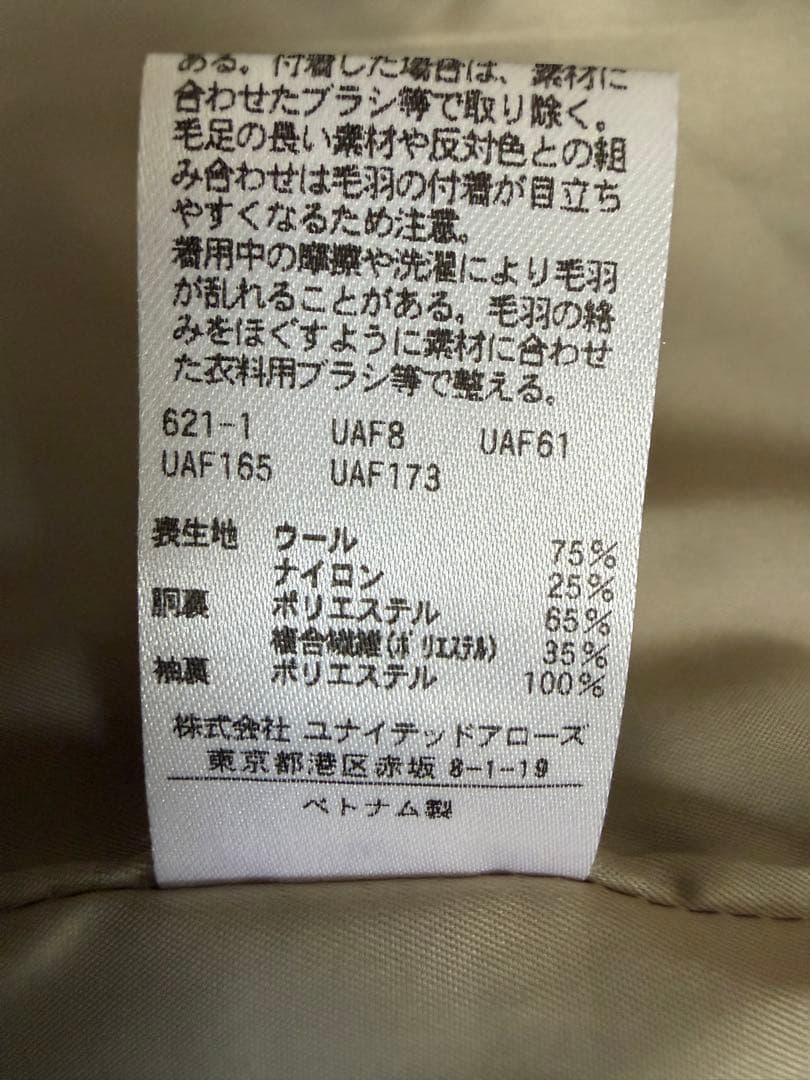 ある。付着した場合は、素材に
合わせたブラシ等で取り除く。
毛足の長い素材や反対色との組
み合わせは毛羽の付着が目立ち
やすくなるため注意。
着用中の摩擦や洗濯により毛羽
が乱れることがある。毛羽の絡
みをほぐすように素材に合わせ
た衣料用ブラシ等で整える。
621-1 UAF8 UAF61
UAF165 UAF173
表生地 ウール 75%
ナイロン 25%
胴裏 ポリエステル 65%
複合繊維(ポリエステル) 35%
袖裏 ポリエステル 100%
株式会社 ユナイテッドアローズ
東京都港区赤坂 8-1-19
ベトナム製